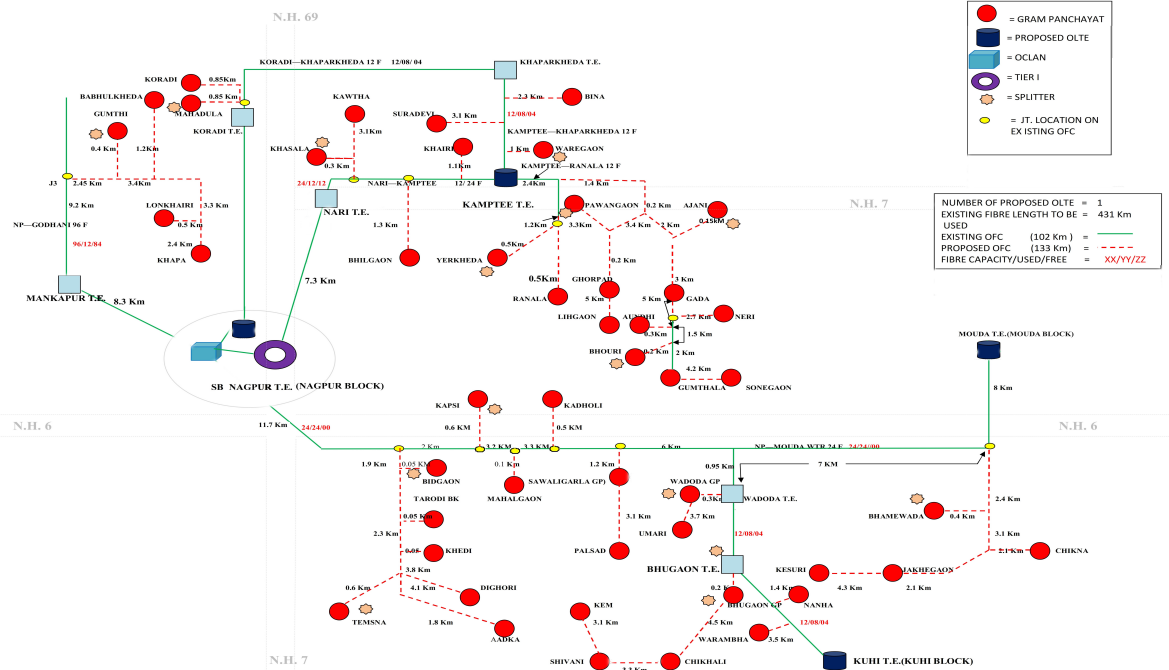 N.H. 69
= GRAM PANCHAYAT
= PROPOSED OLTE
= OCLAN
= TIER I
= SPLITTER
= JT. LOCATION ON
EX ISTING OFC
KORADI—KHAPARKHEDA 12 F 12/08/ 04
KHAPARKHEDA T.E.
KORADI
0.85Km
BABHULKHEDA
0.85 Km
MAHADULA
GUMTHI
KORADI T.E.
0.4 Km
1.2Km
KAWTHA
3.1Km
SURADEVI
3.1 Km
2.3 Km
BINA
12/08/04
KAMPTEE—KHAPARKHEDA 12 F
KHASALA
0.3 Km
KHAIRI
1.1Km
1 Km
WAREGAON
KAMPTEE—RANALA 12 F
J3
2.45 Km
3.4Km
24/12/12
NARI—KAMPTEE 12/ 24 F
2.4Km
1.4 Km
9.2 Km
LONKHAIRI
3.3 Km
0.5 Km
NARI T.E.
KAMPTEE T.E.
PAWANGAON
0.2 Km
AJANI
N.H. 7
NP—GODHANI 96 F
96/12/84
2.4 Km
KHAPA
1.3 Km
BHILGAON
1.2Km
3.3Km
3.4 Km
2 Km
0.15kM
0.5Km
YERKHEDA
0.2 Km
NUMBER OF PROPOSED OLTE = 1
EXISTING FIBRE LENGTH TO BE = 431 Km
USED
EXISTING OFC (102 Km ) =
PROPOSED OFC (133 Km) =
FIBRE CAPACITY/USED/FREE = XX/YY/ZZ
MANKAPUR T.E.
8.3 Km
7.3 Km
0.5Km
GHORPAD
3 Km
RANALA
5 Km
5 Km
GADA
LIHGAON
AUNDHI
2.7 Km
NERI
0.3Km
1.5 Km
BHOURI
0.2 Km
2 Km
4.2 Km
GUMTHALA
SONEGAON
MOUDA T.E.(MOUDA BLOCK)
8 Km
SB NAGPUR T.E. (NAGPUR BLOCK)
N.H. 6
11.7 Km
24/24/00
KAPSI
KADHOLI
0.6 KM
0.5 KM
N.H. 6
2 Km
3.2 KM
3.3 KM
6 Km
NP—MOUDA WTR 24 F 24/24//00
1.9 Km
0.05 KM
BIDGAON
0.1 Km
MAHALGAON
1.2 Km
SAWALIGARLA GP)
0.95 Km
7 KM
WADODA GP
0.3Km
WADODA T.E.
TARODI BK
0.05 Km
3.1 Km
3.7 Km
UMARI
BHAMEWADA
0.4 Km
2.4 Km
2.3 Km
0.05
KHEDI
PALSAD
12/08/04
3.1 Km
2.1 Km
CHIKNA
3.8 Km
BHUGAON T.E.
KESURI
JAKHEGAON
0.6 Km
4.1 Km
DIGHORI
0.2 K
1.4 Km
4.3 Km
2.1 Km
TEMSNA
1.8 Km
AADKA
KEM
3.1 Km
BHUGAON GP
NANHA
4.5 Km
12/08/04
WARAMBHA
3.5 Km
N.H. 7
SHIVANI
CHIKHALI
KUHI T.E.(KUHI BLOCK)